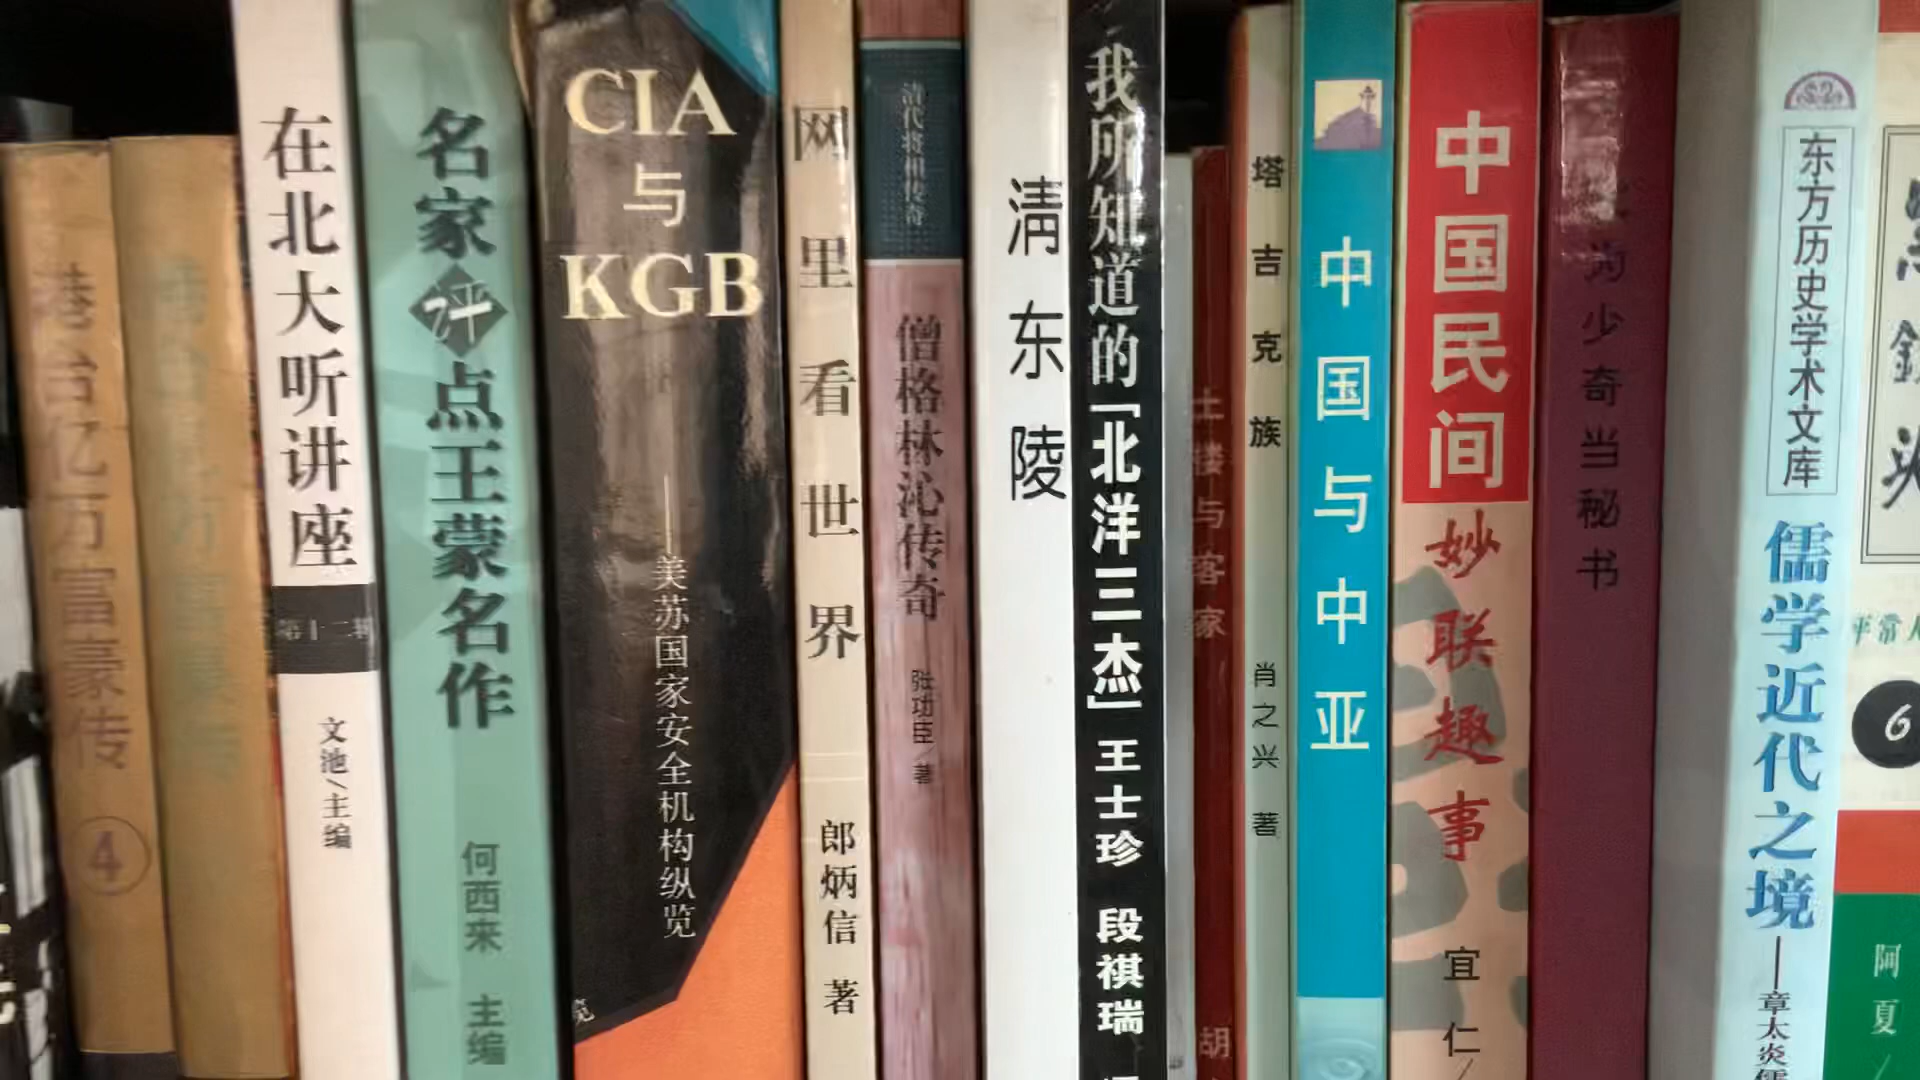 港台亿万富豪传
4
在北大听讲座
第十二辑
文池/主编
名家评点王蒙名作
何西来 主编
CIA与KGB
——美苏国家安全机构纵览
览
网里看世界
郎炳信 著
清代将相传奇
僧格林沁传奇
张功臣/著
清东陵
我所知道的「北洋三杰」
王士珍 段祺瑞
土楼与客家
胡
塔吉克族
肖之兴 著
中国与中亚
中国民间
妙联趣事
宜仁/
为少奇当秘书
东方历史学术文库
儒学近代之境
——章太炎儒
平常人
6
阿夏/